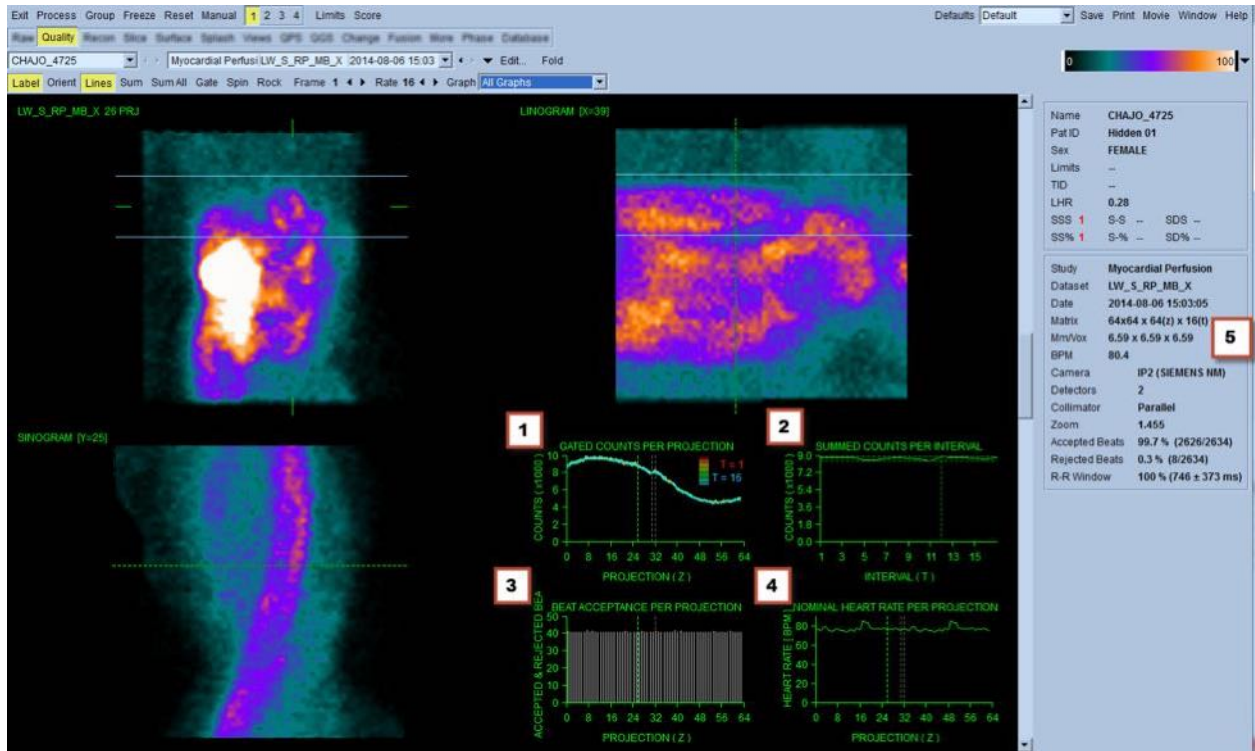 Exit Process Group Freeze Reset Manual 1 2 3 4 Limits Score Defaults Default Save Print Movie Window Help
Raw Quality Recon Slice Surface Splash Views QPS QGS Change Fusion More Phase Database
CHAJO_4725 Myocardial Perfusi LW_S_RP_MB_X 2014-08-06 15:03 Edit... Fold
0 100
Label Orient Lines Sum Sum All Gate Spin Rock Frame 1 Rate 16 Graph All Graphs
LW_S_RP_MB_X 26 PRJ
LINOGRAM [X=39]
SINOGRAM [Y=25]
1
GATED COUNTS PER PROJECTION
COUNTS (x1000)
10
8
6
4
2
0
T = 1
T = 16
0 8 16 24 32 40 48 56 64
PROJECTION ( Z )
2
SUMMED COUNTS PER INTERVAL
COUNTS (x1000)
9.0
7.2
5.4
3.6
1.8
0.0
1 3 5 7 9 11 13 15
INTERVAL ( T )
3
BEAT ACCEPTANCE PER PROJECTION
ACCEPTED & REJECTED BEA
50
40
30
20
10
0
0 8 16 24 32 40 48 56 64
PROJECTION ( Z )
4
NOMINAL HEART RATE PER PROJECTION
HEART RATE [ BPM ]
80
60
40
20
0
0 8 16 24 32 40 48 56 64
PROJECTION ( Z )
Name CHAJO_4725
Pat ID Hidden 01
Sex FEMALE
Limits --
TID --
LHR 0.28
SSS 1 S-S -- SDS --
SS% 1 S-% -- SD% --
Study Myocardial Perfusion
Dataset LW_S_RP_MB_X
Date 2014-08-06 15:03:05
Matrix 64x64 x 64(z) x 16(t)
Mm/Vox 6.59 x 6.59 x 6.59
5
BPM 80.4
Camera IP2 (SIEMENS NM)
Detectors 2
Collimator Parallel
Zoom 1.455
Accepted Beats 99.7 % (2626/2634)
Rejected Beats 0.3 % (8/2634)
R-R Window 100 % (746 ± 373 ms)